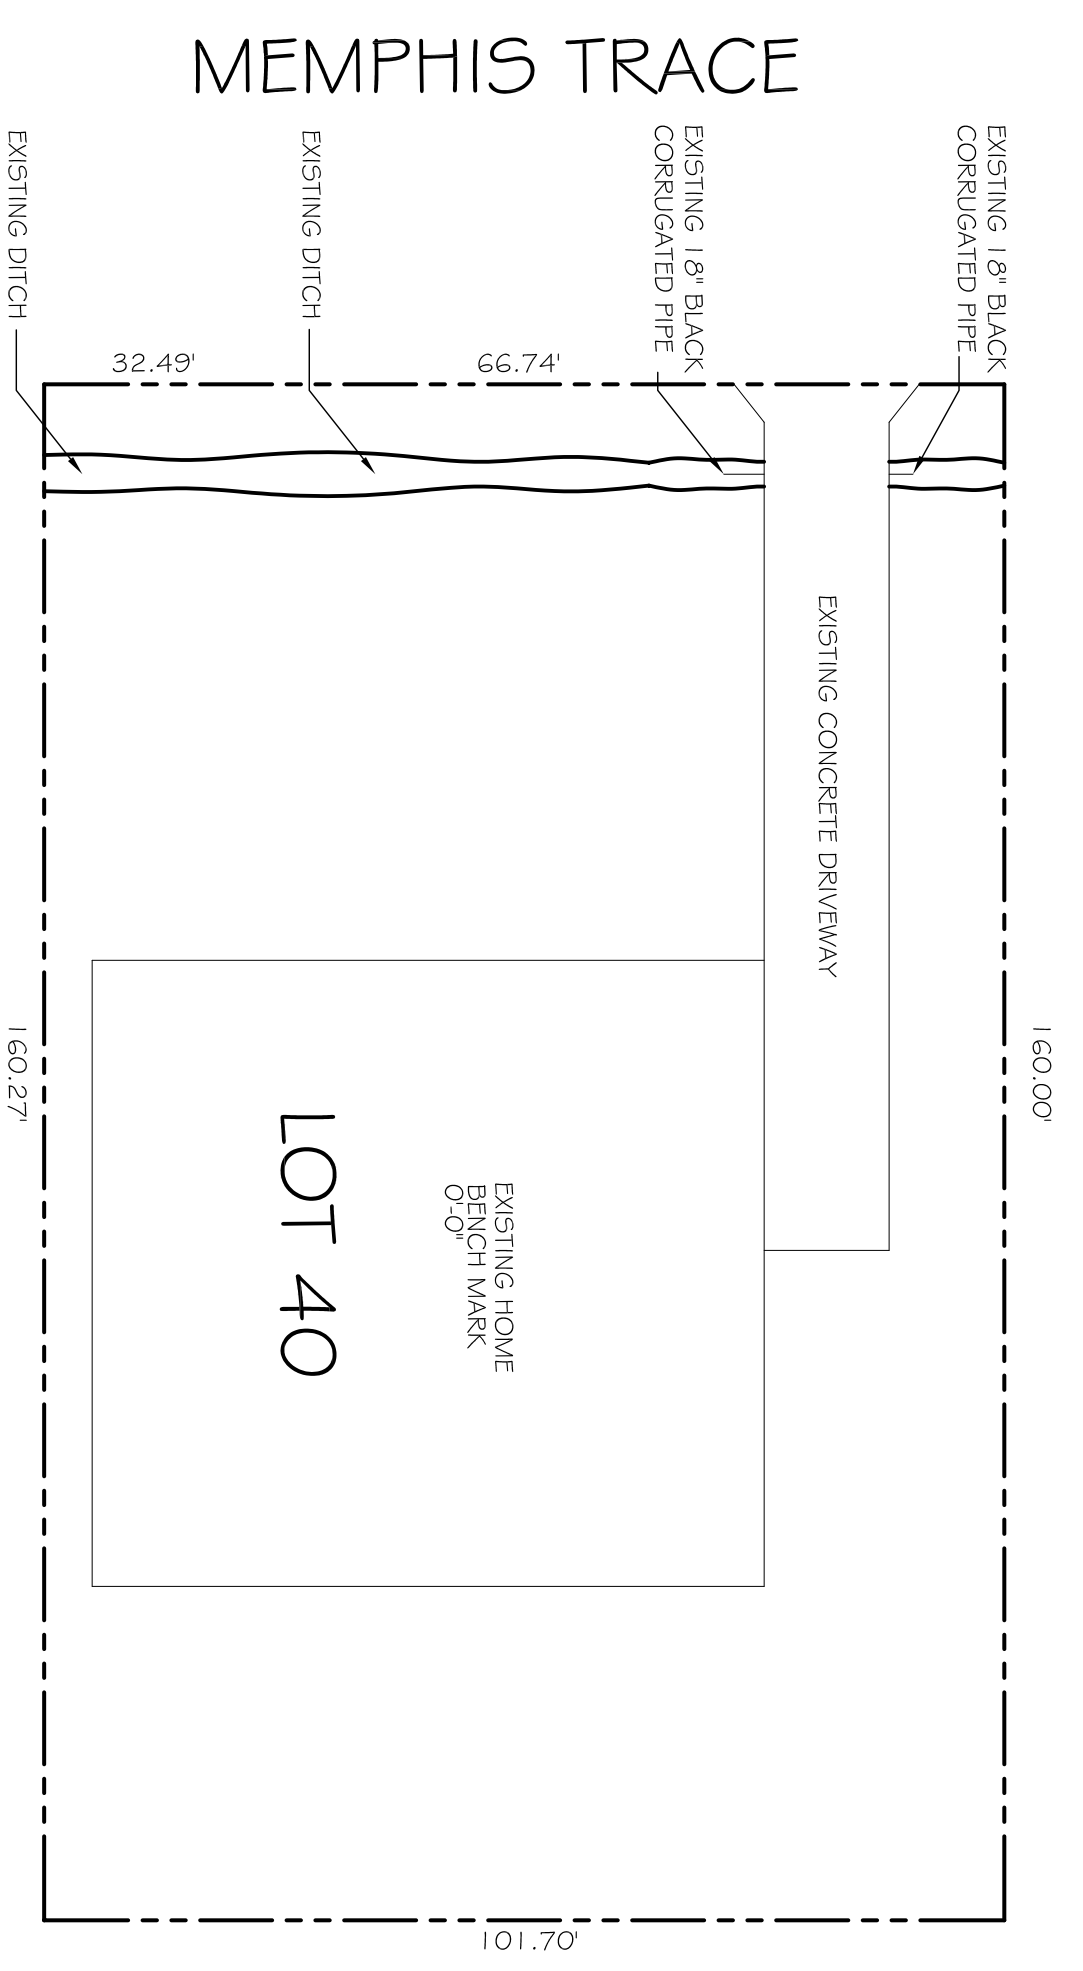 MEMPHIS TRACE
EXISTING DITCH
EXISTING DITCH
EXISTING 18" BLACK
CORRUGATED PIPE
EXISTING 18" BLACK
CORRUGATED PIPE
32.49'
66.74'
EXISTING CONCRETE DRIVEWAY
160.27'
160.00'
LOT 40
EXISTING HOME
BENCH MARK
0'-0"
101.70'